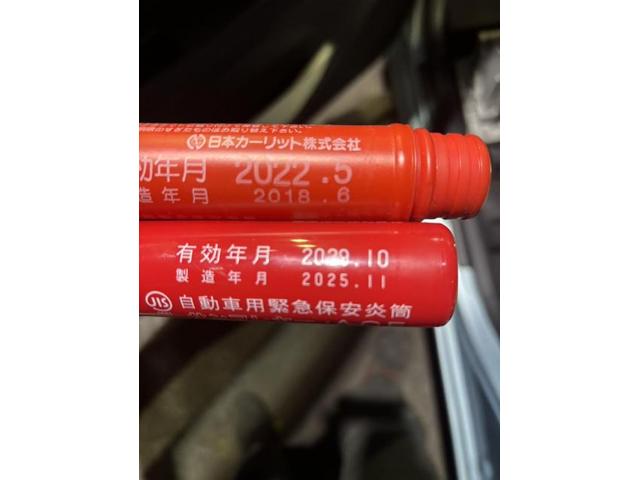 日本カーリット株式会社
効年月 2022.5
造年月 2018.6
有効年月 2029.10
製造年月 2025.11
JIS 自動車用緊急保安炎筒